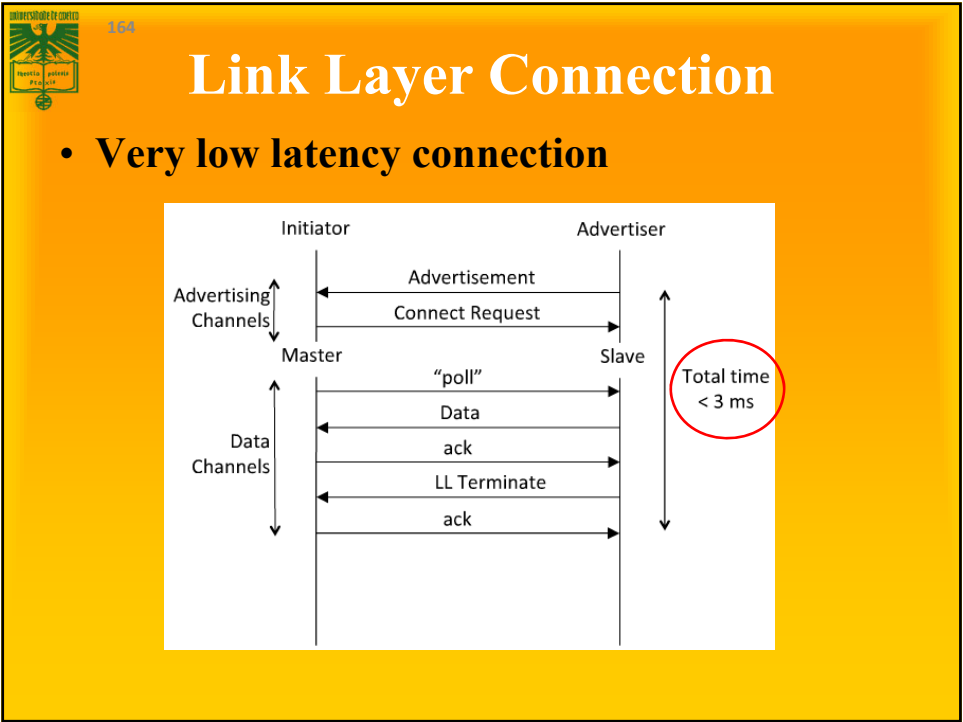 164
Link Layer Connection
• Very low latency connection
Initiator
Advertiser
Advertisement
Advertising
Channels
Connect Request
Master
Slave
"poll"
Total time
< 3 ms
Data
Data
Channels
ack
LL Terminate
ack